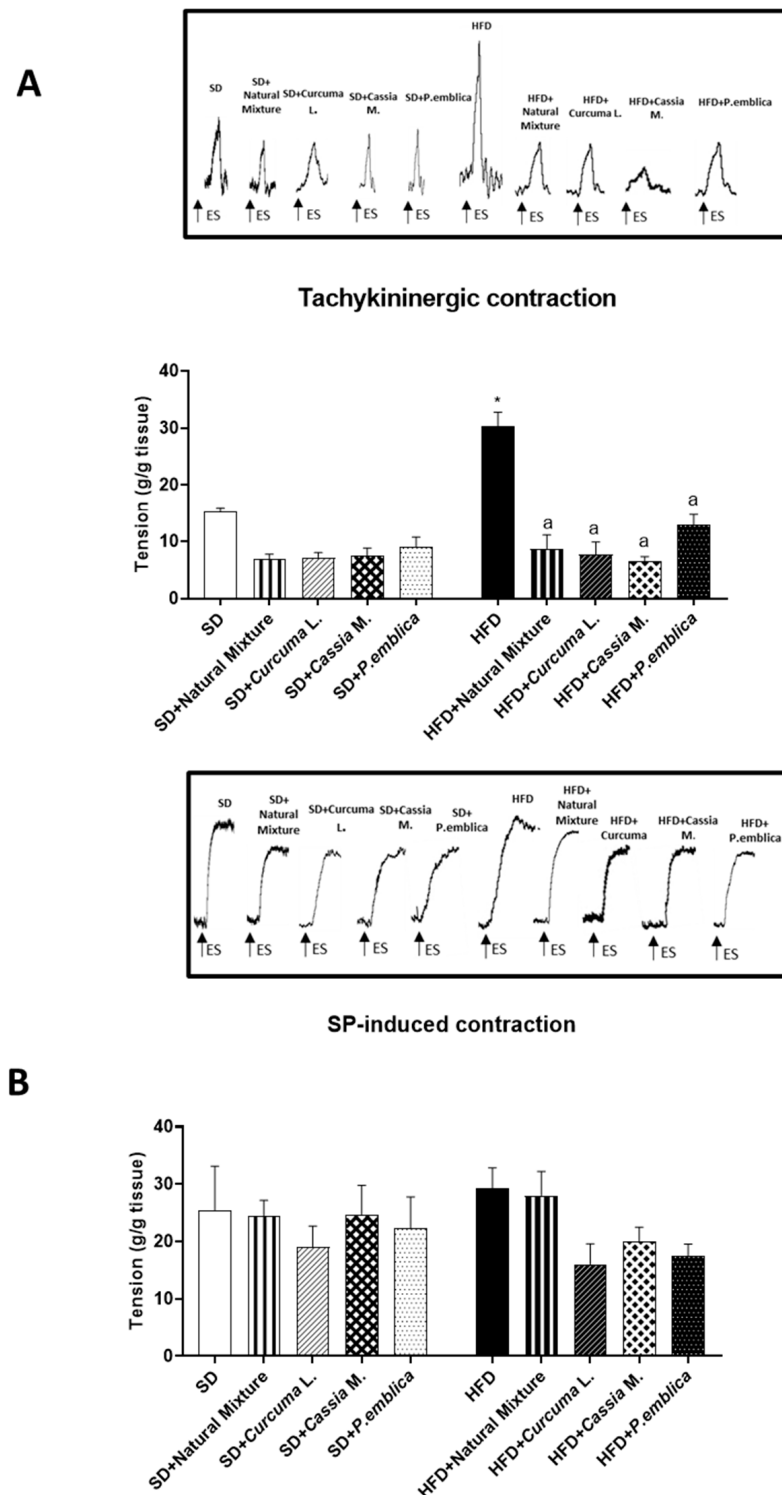 A
SD
SD+
Natural
Mixture
SD+Curcuma
L.
SD+Cassia
M.
SD+P.emblica
HFD
HFD+
Natural
Mixture
HFD+
Curcuma L.
HFD+Cassia
M.
HFD+P.emblica
ES ES ES ES ES ES ES ES ES ES
Tachykininergic contraction
Tension (g/g tissue)
40
30
20
10
0
*
a a a a
SD
SD+Natural Mixture
SD+Curcuma L.
SD+Cassia M.
SD+P.emblica
HFD
HFD+Natural Mixture
HFD+Curcuma L.
HFD+Cassia M.
HFD+P.emblica
SD
SD+
Natural
Mixture
SD+Curcuma
L.
SD+Cassia
M.
SD+
P.emblica
HFD
HFD+
Natural
Mixture
HFD+
Curcuma
HFD+Cassia
M.
HFD+
P.emblica
ES ES ES ES ES ES ES ES ES ES
SP-induced contraction
B
Tension (g/g tissue)
40
30
20
10
0
SD
SD+Natural Mixture
SD+Curcuma L.
SD+Cassia M.
SD+P.emblica
HFD
HFD+Natural Mixture
HFD+Curcuma L.
HFD+Cassia M.
HFD+P.emblica